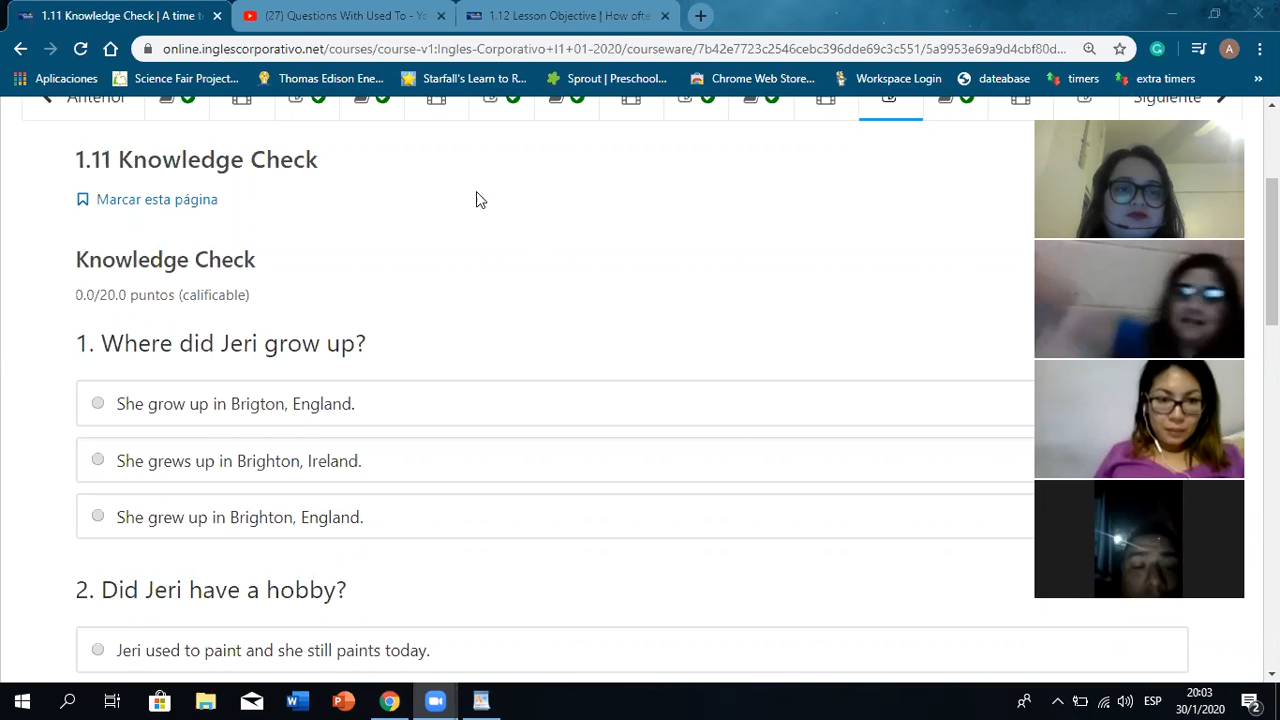 1.11 Knowledge Check | A time t
(27) Questions With Used To - Yo
1.12 Lesson Objective | How ofte
online.inglescorporativo.net/courses/course-v1:Ingles-Corporativo+I1+01-2020/courseware/7b42e7723c2546cebc396dde69c3c551/5a9953e69a9d4cbf80d...
A
Aplicaciones
Science Fair Project...
Thomas Edison Ene...
Starfall's Learn to R...
Sprout | Preschool...
Chrome Web Store...
Workspace Login
dateabase
timers
extra timers
»
Anterior
Siguiente
1.11 Knowledge Check
Marcar esta página
Knowledge Check
0.0/20.0 puntos (calificable)
1. Where did Jeri grow up?
She grow up in Brigton, England.
She grews up in Brighton, Ireland.
She grew up in Brighton, England.
2. Did Jeri have a hobby?
Jeri used to paint and she still paints today.
ESP
20:03
30/1/2020
2